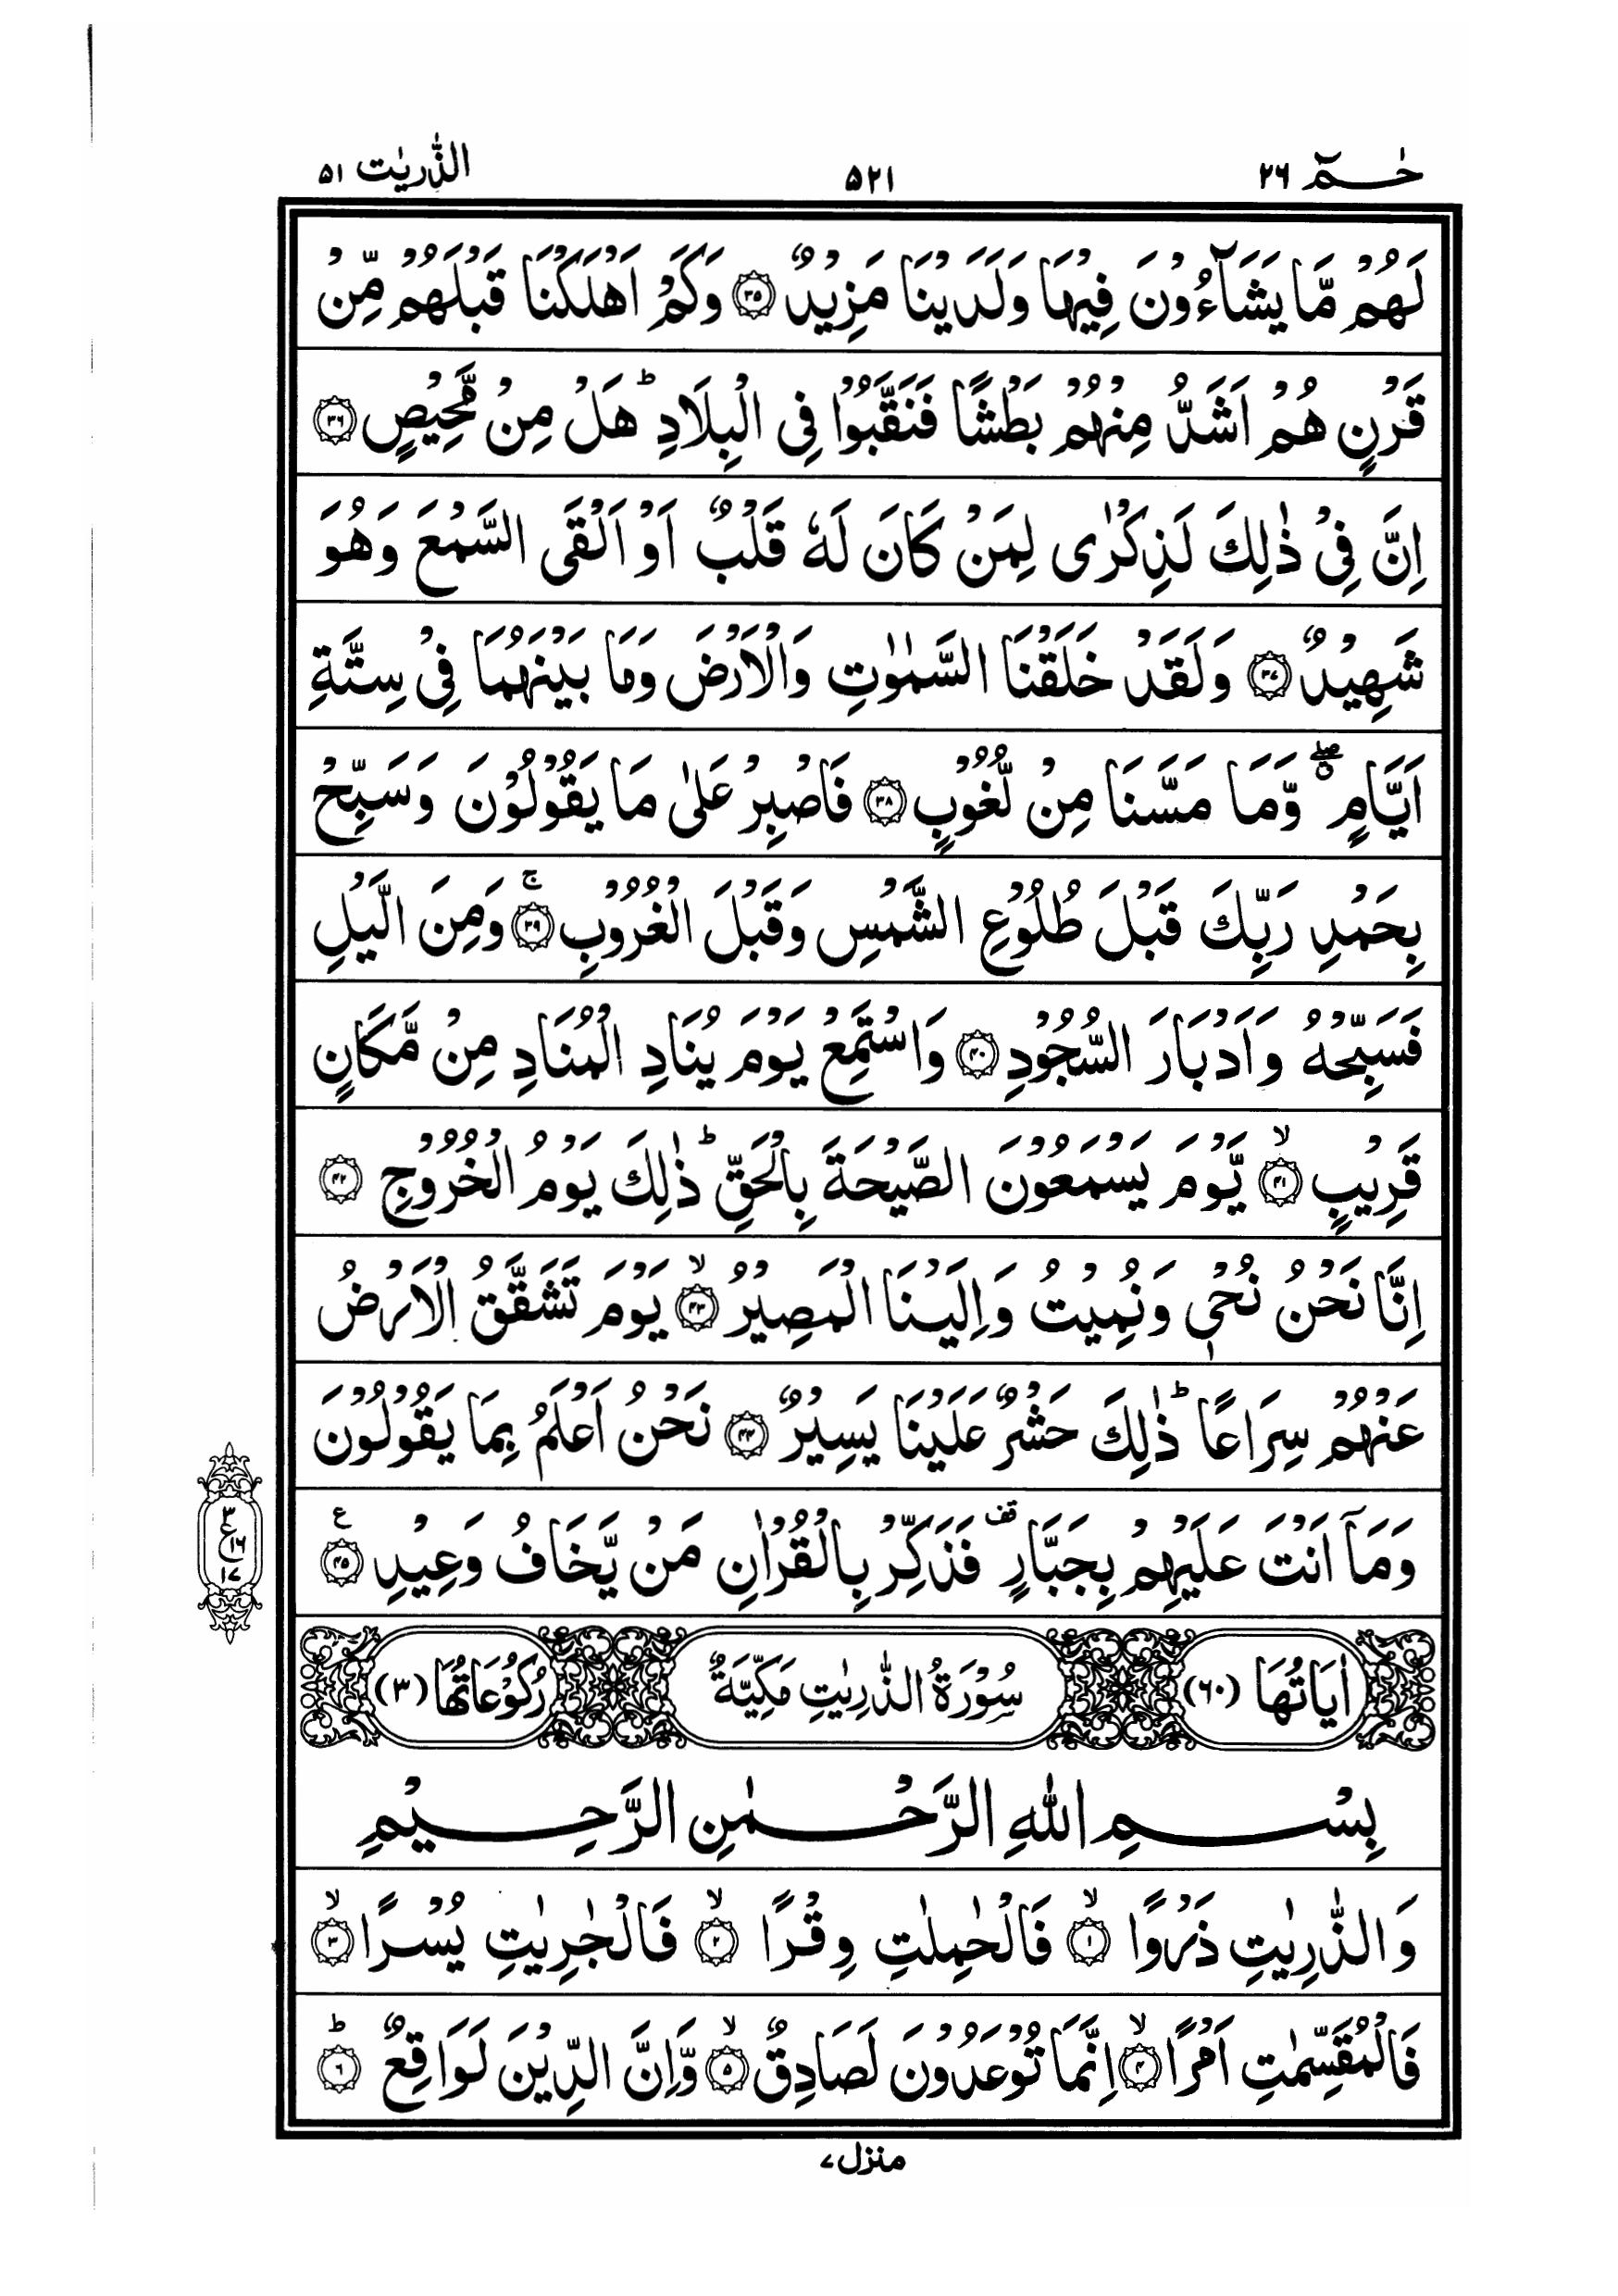 حٰـمٓ ٢٦ ٥٢١ الذّٰریٰت ٥١
لَهُمْ مَّا یَشَآءُوْنَ فِیْهَا وَلَدَیْنَا مَزِیْدٌ ﴿٣٥﴾ وَكَمْ اَهْلَكْنَا قَبْلَهُمْ مِّنْ
قَرْنٍ هُمْ اَشَدُّ مِنْهُمْ بَطْشًا فَنَقَّبُوْا فِی الْبِلَادِ ؕ هَلْ مِنْ مَّحِیْصٍ ﴿٣٦﴾
اِنَّ فِیْ ذٰلِكَ لَذِكْرٰی لِمَنْ كَانَ لَهٗ قَلْبٌ اَوْ اَلْقَی السَّمْعَ وَهُوَ
شَهِیْدٌ ﴿٣٧﴾ وَلَقَدْ خَلَقْنَا السَّمٰوٰتِ وَالْاَرْضَ وَمَا بَیْنَهُمَا فِیْ سِتَّةِ
اَیَّامٍ ۖۗ وَّمَا مَسَّنَا مِنْ لُّغُوْبٍ ﴿٣٨﴾ فَاصْبِرْ عَلٰی مَا یَقُوْلُوْنَ وَسَبِّحْ
بِحَمْدِ رَبِّكَ قَبْلَ طُلُوْعِ الشَّمْسِ وَقَبْلَ الْغُرُوْبِ ﴿٣٩﴾ۚ وَمِنَ الَّیْلِ
فَسَبِّحْهُ وَاَدْبَارَ السُّجُوْدِ ﴿٤٠﴾ وَاسْتَمِعْ یَوْمَ یُنَادِ الْمُنَادِ مِنْ مَّكَانٍ
قَرِیْبٍ ﴿٤١﴾ۙ یَّوْمَ یَسْمَعُوْنَ الصَّیْحَةَ بِالْحَقِّ ؕ ذٰلِكَ یَوْمُ الْخُرُوْجِ ﴿٤٢﴾
اِنَّا نَحْنُ نُحْیٖ وَنُمِیْتُ وَاِلَیْنَا الْمَصِیْرُ ﴿٤٣﴾ۙ یَوْمَ تَشَقَّقُ الْاَرْضُ
عَنْهُمْ سِرَاعًا ؕ ذٰلِكَ حَشْرٌ عَلَیْنَا یَسِیْرٌ ﴿٤٤﴾ نَحْنُ اَعْلَمُ بِمَا یَقُوْلُوْنَ
وَمَاۤ اَنْتَ عَلَیْهِمْ بِجَبَّارٍ ۫ قف فَذَكِّرْ بِالْقُرْاٰنِ مَنْ یَّخَافُ وَعِیْدِ ﴿٤٥﴾ ع
٣
ع ١٦
١٧
اٰیَاتُهَا (٦٠) سُوْرَةُ الذّٰرِیٰتِ مَكِّیَّةٌ رُكُوْعَاتُهَا (٣)
بِسْمِ اللّٰهِ الرَّحْمٰنِ الرَّحِیْمِ
وَالذّٰرِیٰتِ ذَرْوًا ﴿١﴾ۙ فَالْحٰمِلٰتِ وِقْرًا ﴿٢﴾ۙ فَالْجٰرِیٰتِ یُسْرًا ﴿٣﴾ۙ
فَالْمُقَسِّمٰتِ اَمْرًا ﴿٤﴾ۙ اِنَّمَا تُوْعَدُوْنَ لَصَادِقٌ ﴿٥﴾ۙ وَّاِنَّ الدِّیْنَ لَوَاقِعٌ ﴿٦﴾ؕ
منزل ٧